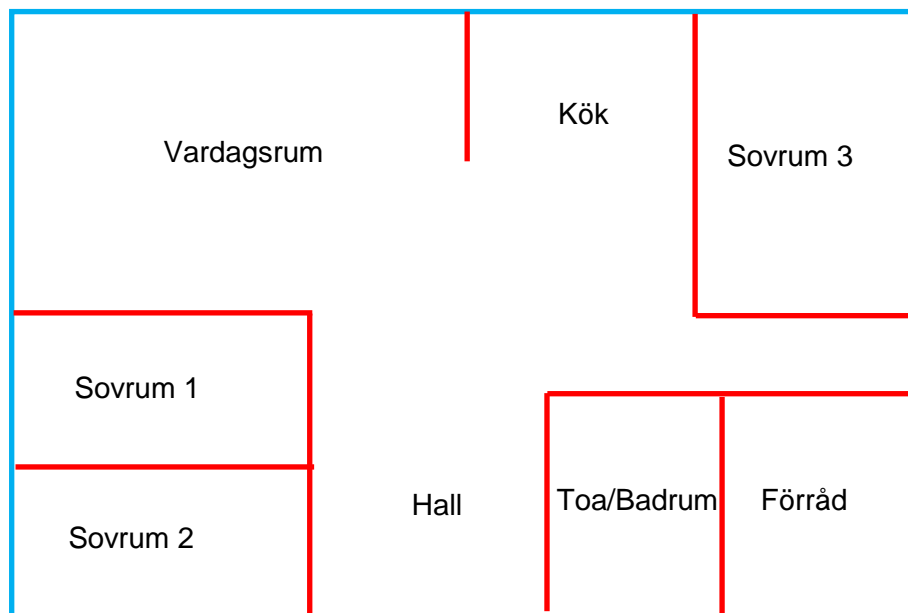 Kök
Vardagsrum
Sovrum 3
Sovrum 1
Hall
Toa/Badrum
Förråd
Sovrum 2